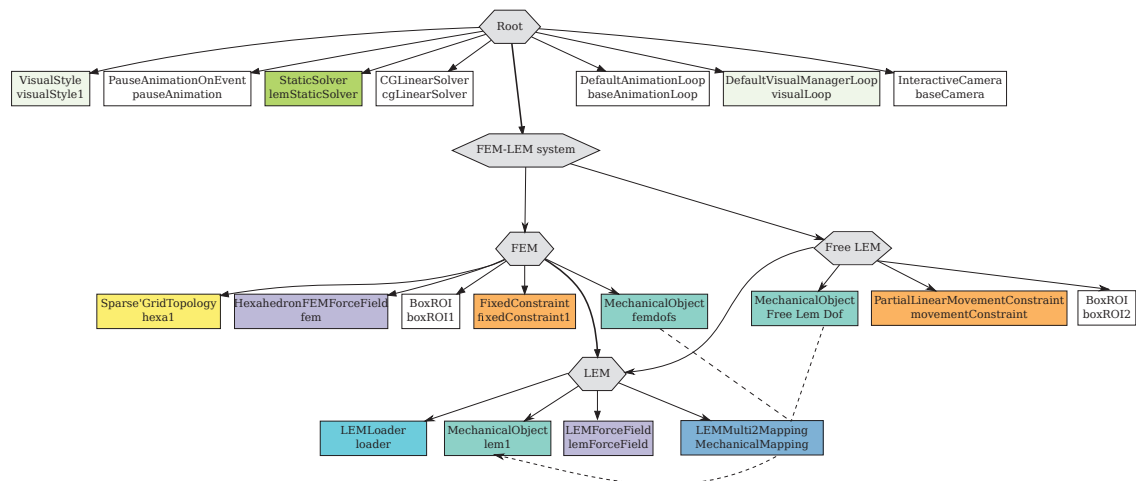 Root
VisualStyle
visualStyle1
PauseAnimationOnEvent
pauseAnimation
StaticSolver
lemStaticSolver
CGLinearSolver
cgLinearSolver
DefaultAnimationLoop
baseAnimationLoop
DefaultVisualManagerLoop
visualLoop
InteractiveCamera
baseCamera
FEM-LEM system
FEM
Free LEM
Sparse'GridTopology
hexa1
HexahedronFEMForceField
fem
BoxROI
boxROI1
FixedConstraint
fixedConstraint1
MechanicalObject
femdofs
MechanicalObject
Free Lem Dof
PartialLinearMovementConstraint
movementConstraint
BoxROI
boxROI2
LEM
LEMLoader
loader
MechanicalObject
lem1
LEMForceField
lemForceField
LEMMulti2Mapping
MechanicalMapping